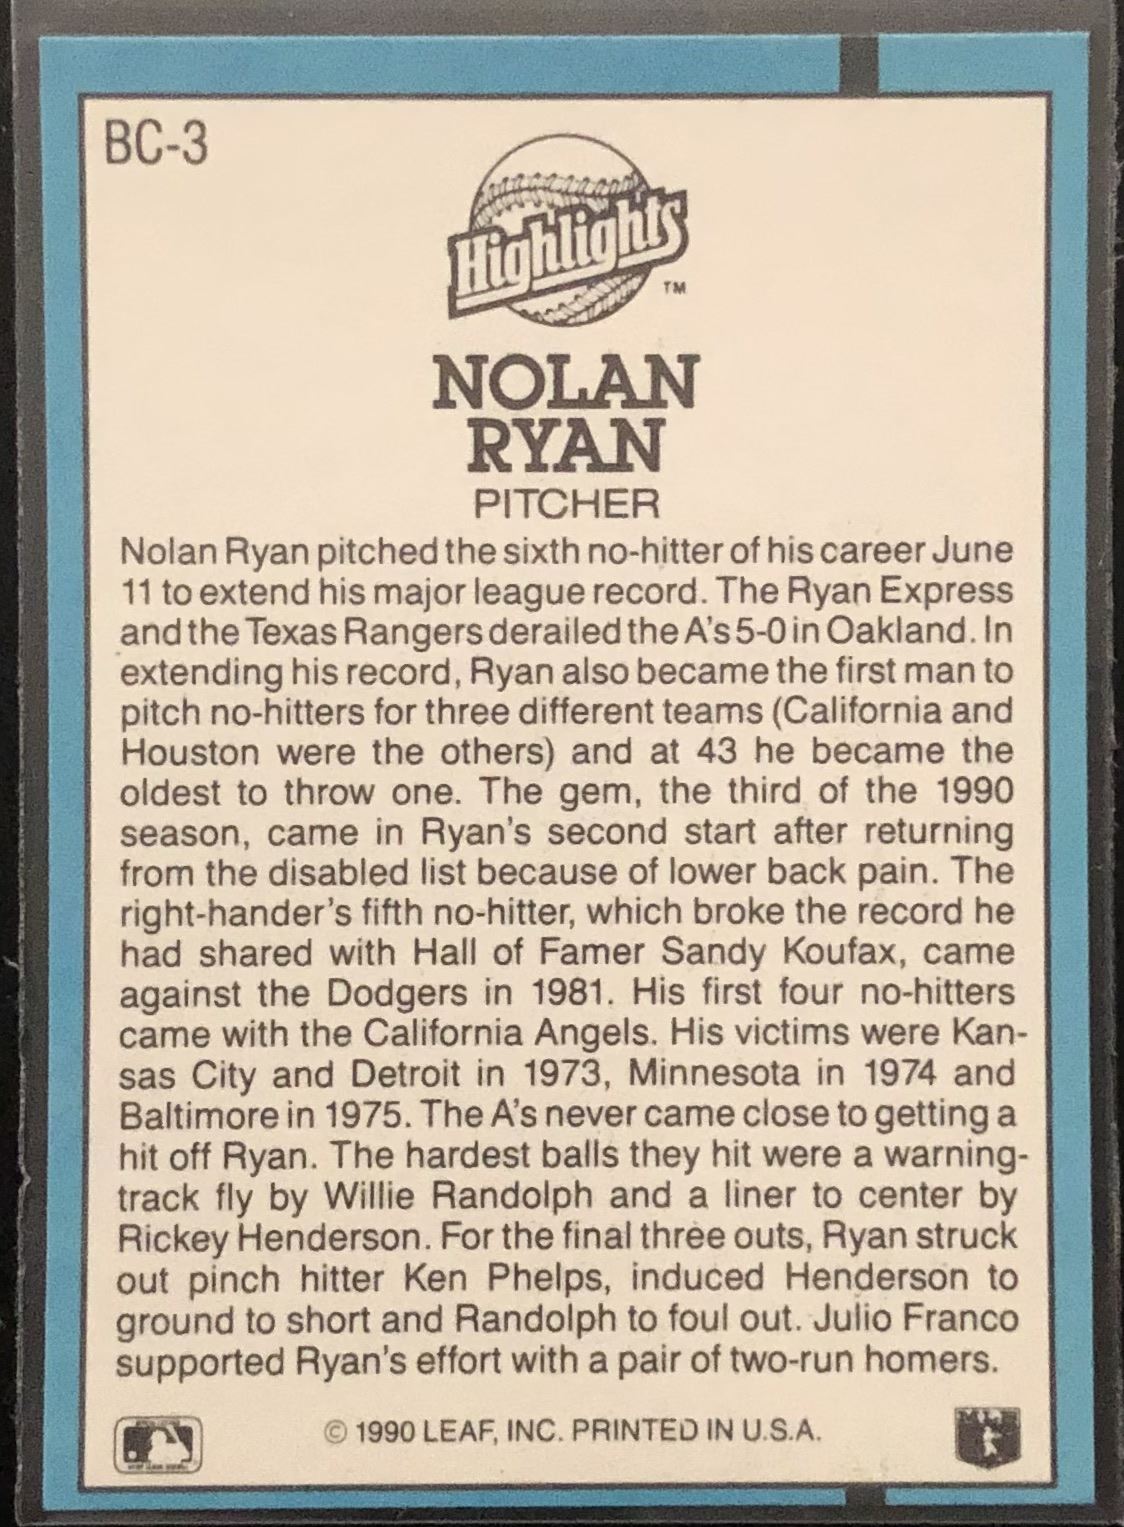 BC-3
Highlights
TM
NOLAN
RYAN
PITCHER
Nolan Ryan pitched the sixth no-hitter of his career June
11 to extend his major league record. The Ryan Express
and the Texas Rangers derailed the A's 5-0 in Oakland. In
extending his record, Ryan also became the first man to
pitch no-hitters for three different teams (California and
Houston were the others) and at 43 he became the
oldest to throw one. The gem, the third of the 1990
season, came in Ryan's second start after returning
from the disabled list because of lower back pain. The
right-hander's fifth no-hitter, which broke the record he
had shared with Hall of Famer Sandy Koufax, came
against the Dodgers in 1981. His first four no-hitters
came with the California Angels. His victims were Kan-
sas City and Detroit in 1973, Minnesota in 1974 and
Baltimore in 1975. The A's never came close to getting a
hit off Ryan. The hardest balls they hit were a warning-
track fly by Willie Randolph and a liner to center by
Rickey Henderson. For the final three outs, Ryan struck
out pinch hitter Ken Phelps, induced Henderson to
ground to short and Randolph to foul out. Julio Franco
supported Ryan's effort with a pair of two-run homers.
© 1990 LEAF, INC. PRINTED IN U.S.A.